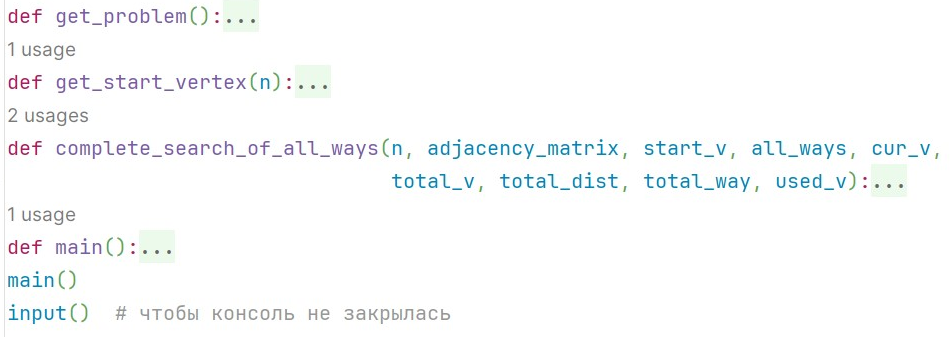 def get_problem():...
1 usage
def get_start_vertex(n):...
2 usages
def complete_search_of_all_ways(n, adjacency_matrix, start_v, all_ways, cur_v,
total_v, total_dist, total_way, used_v):...
1 usage
def main():...
main()
input()  # чтобы консоль не закрылась